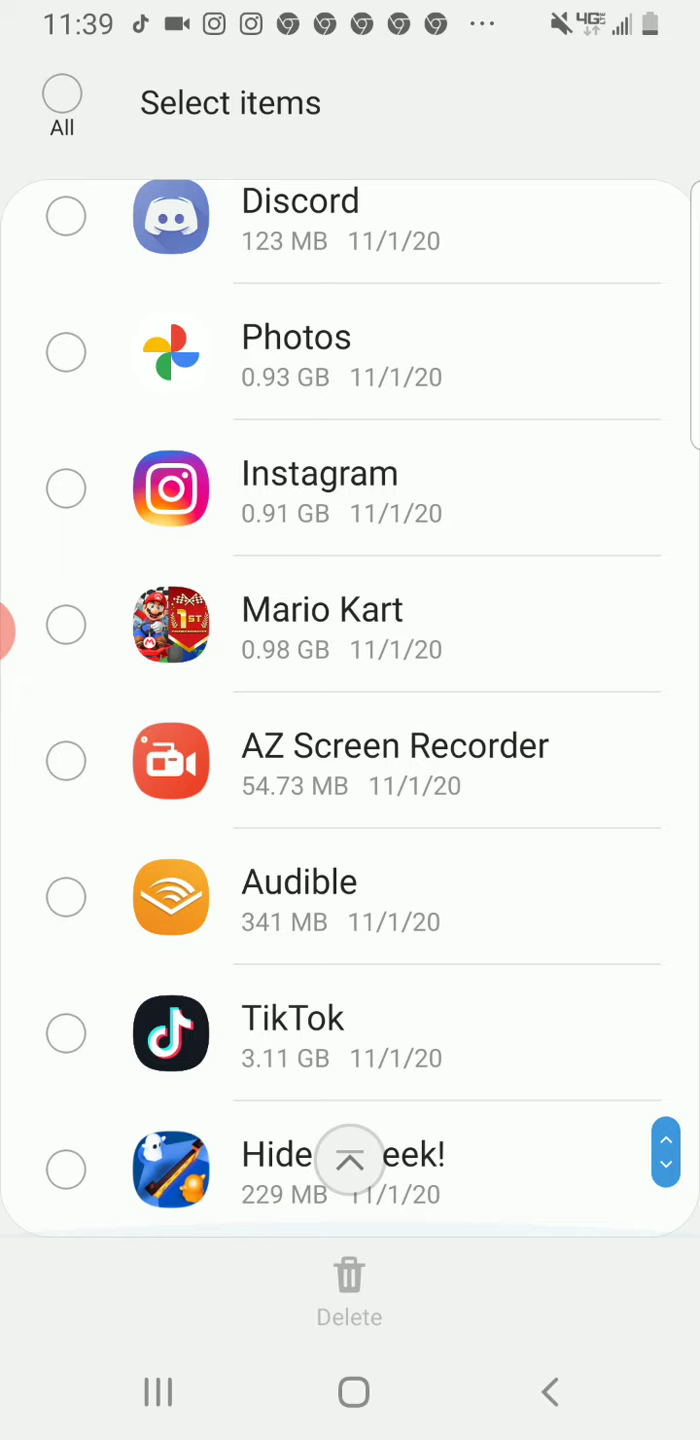 11:39 ... 4GE
All
Select items
Discord
123 MB 11/1/20
Photos
0.93 GB 11/1/20
Instagram
0.91 GB 11/1/20
1ST
Mario Kart
0.98 GB 11/1/20
AZ Screen Recorder
54.73 MB 11/1/20
Audible
341 MB 11/1/20
TikTok
3.11 GB 11/1/20
Hide eek!
229 MB 11/1/20
Delete